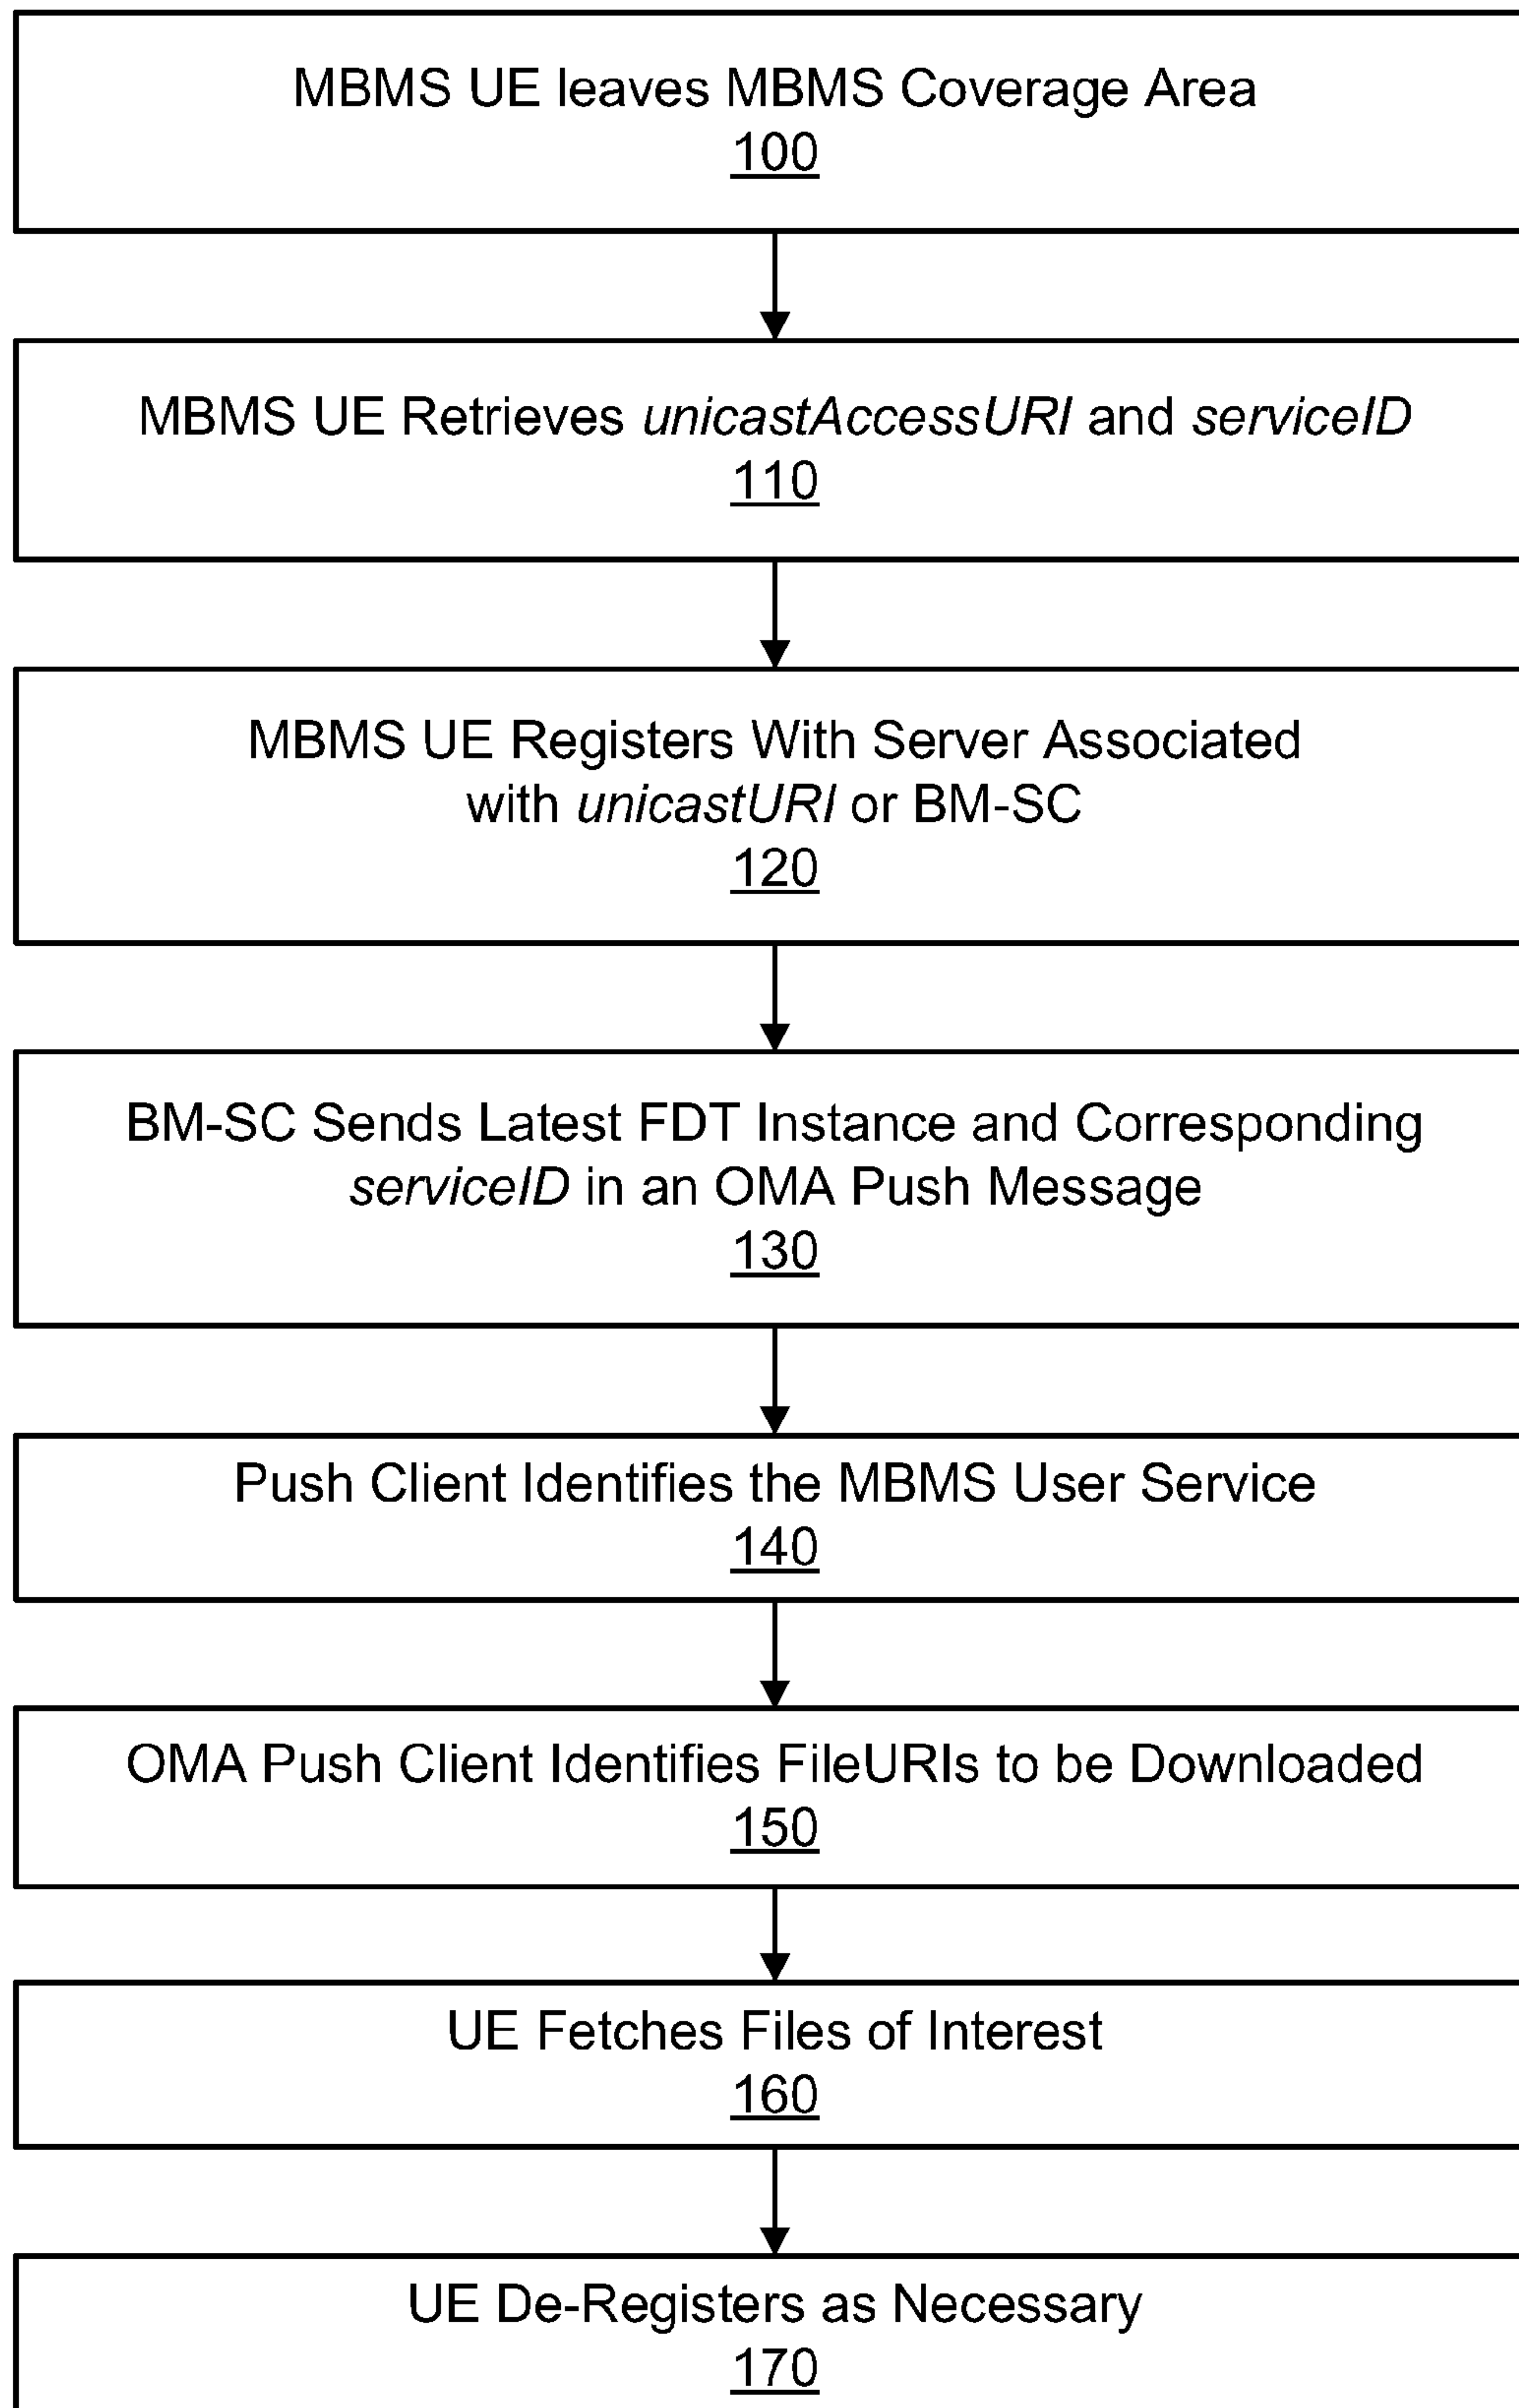 MBMS UE leaves MBMS Coverage Area
100
MBMS UE Retrieves unicastAccessURI and serviceID
110
MBMS UE Registers With Server Associated
with unicastURI or BM-SC
120
BM-SC Sends Latest FDT Instance and Corresponding
serviceID in an OMA Push Message
130
Push Client Identifies the MBMS User Service
140
OMA Push Client Identifies FileURIs to be Downloaded
150
UE Fetches Files of Interest
160
UE De-Registers as Necessary
170